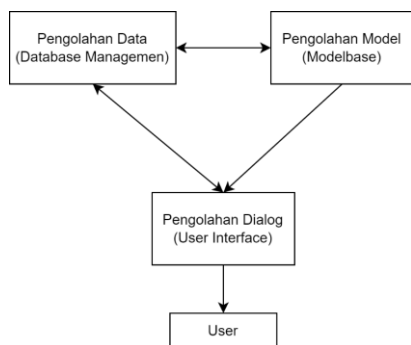 Pengolahan Data
(Database Managemen)
Pengolahan Model
(Modelbase)
Pengolahan Dialog
(User Interface)
User